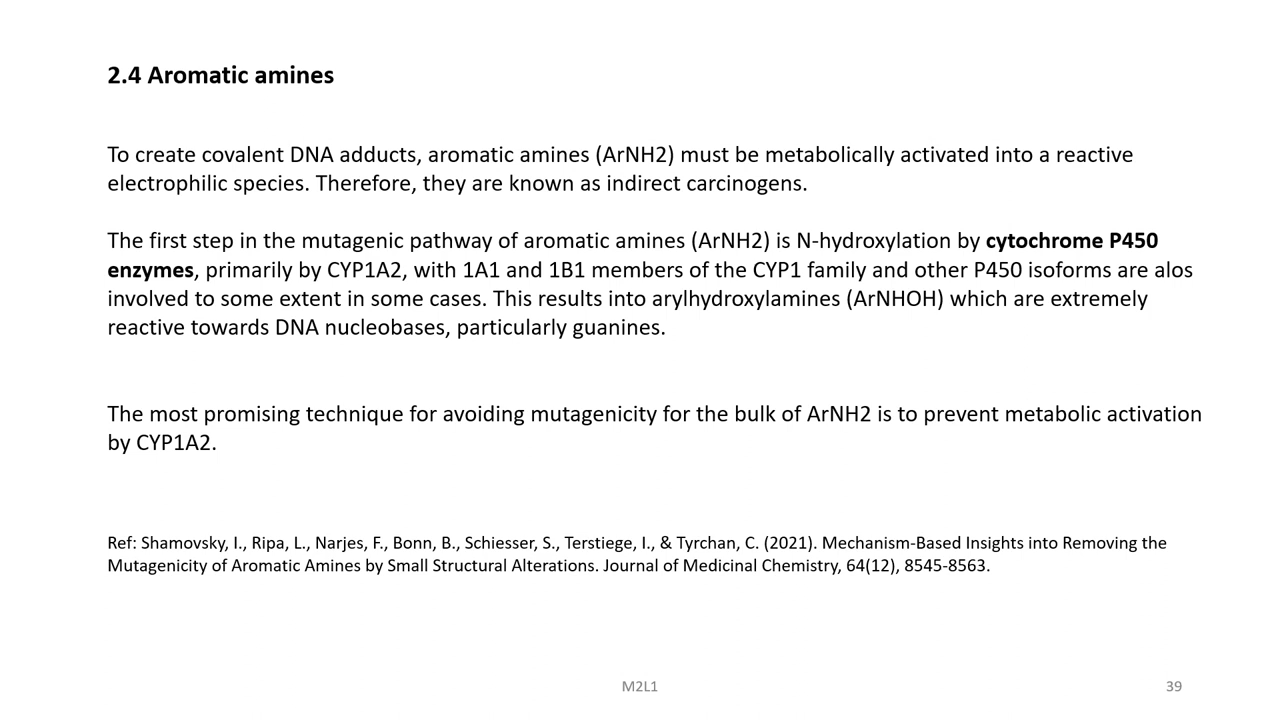 2.4 Aromatic amines
To create covalent DNA adducts, aromatic amines (ArNH2) must be metabolically activated into a reactive
electrophilic species. Therefore, they are known as indirect carcinogens.
The first step in the mutagenic pathway of aromatic amines (ArNH2) is N-hydroxylation by cytochrome P450
enzymes, primarily by CYP1A2, with 1A1 and 1B1 members of the CYP1 family and other P450 isoforms are alos
involved to some extent in some cases. This results into arylhydroxylamines (ArNHOH) which are extremely
reactive towards DNA nucleobases, particularly guanines.
The most promising technique for avoiding mutagenicity for the bulk of ArNH2 is to prevent metabolic activation
by CYP1A2.
Ref: Shamovsky, I., Ripa, L., Narjes, F., Bonn, B., Schiesser, S., Terstiege, I., & Tyrchan, C. (2021). Mechanism-Based Insights into Removing the
Mutagenicity of Aromatic Amines by Small Structural Alterations. Journal of Medicinal Chemistry, 64(12), 8545-8563.
M2L1
39